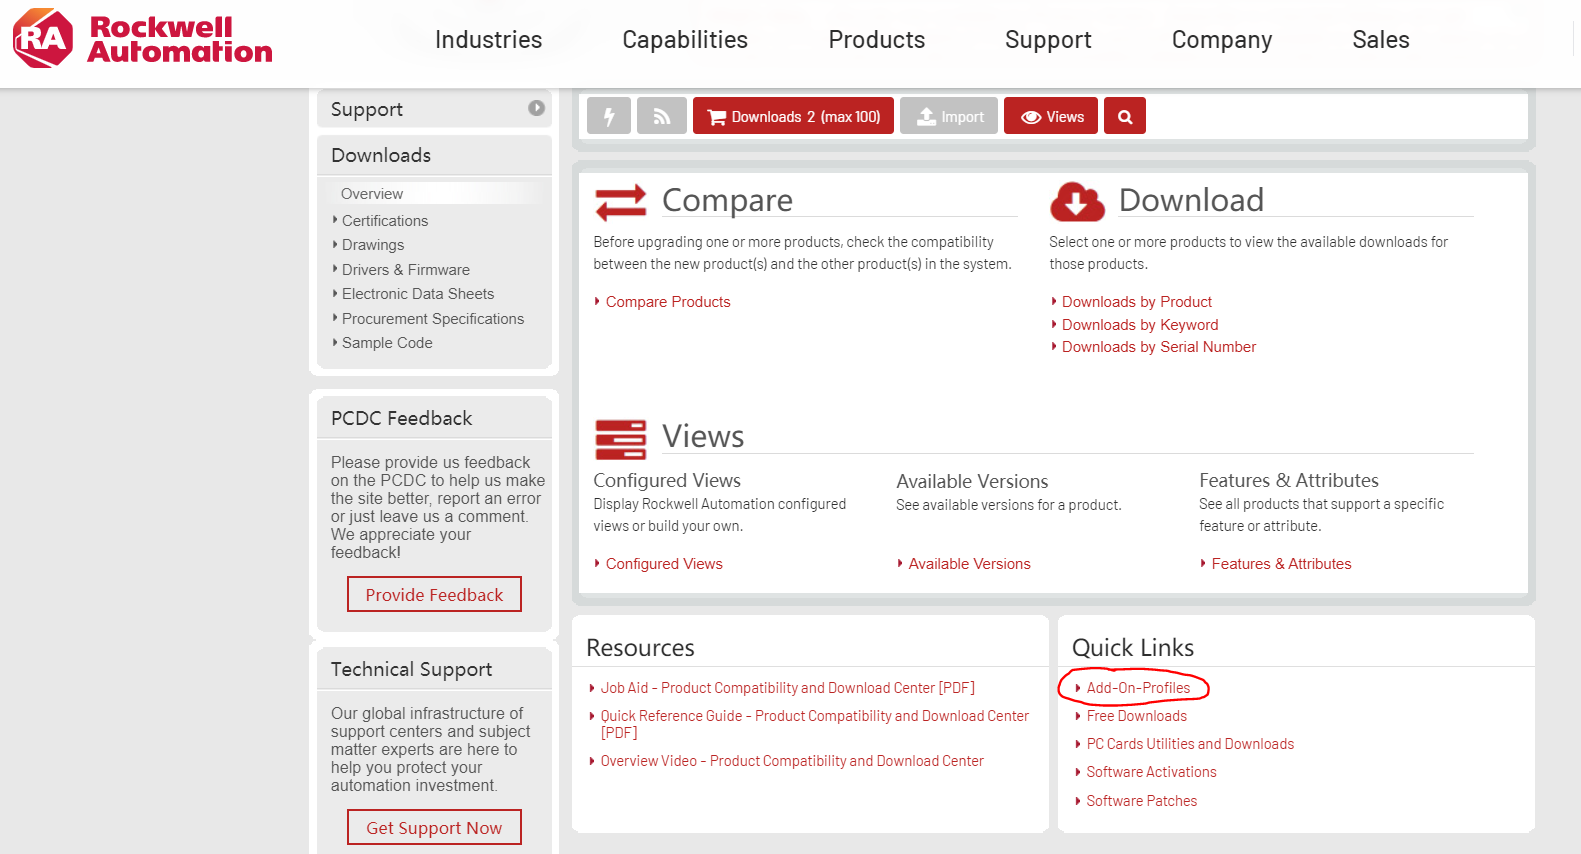 RA Rockwell
Automation
Industries
Capabilities
Products
Support
Company
Sales
Support
Downloads
Overview
Certifications
Drawings
Drivers & Firmware
Electronic Data Sheets
Procurement Specifications
Sample Code
PCDC Feedback
Please provide us feedback
on the PCDC to help us make
the site better, report an error
or just leave us a comment.
We appreciate your
feedback!
Provide Feedback
Technical Support
Our global infrastructure of
support centers and subject
matter experts are here to
help you protect your
automation investment.
Get Support Now
Downloads 2 (max 100)
Import
Views
Compare
Before upgrading one or more products, check the compatibility
between the new product(s) and the other product(s) in the system.
Compare Products
Download
Select one or more products to view the available downloads for
those products.
Downloads by Product
Downloads by Keyword
Downloads by Serial Number
Views
Configured Views
Display Rockwell Automation configured
views or build your own.
Configured Views
Available Versions
See available versions for a product.
Available Versions
Features & Attributes
See all products that support a specific
feature or attribute.
Features & Attributes
Resources
Job Aid - Product Compatibility and Download Center [PDF]
Quick Reference Guide - Product Compatibility and Download Center
[PDF]
Overview Video - Product Compatibility and Download Center
Quick Links
Add-On-Profiles
Free Downloads
PC Cards Utilities and Downloads
Software Activations
Software Patches